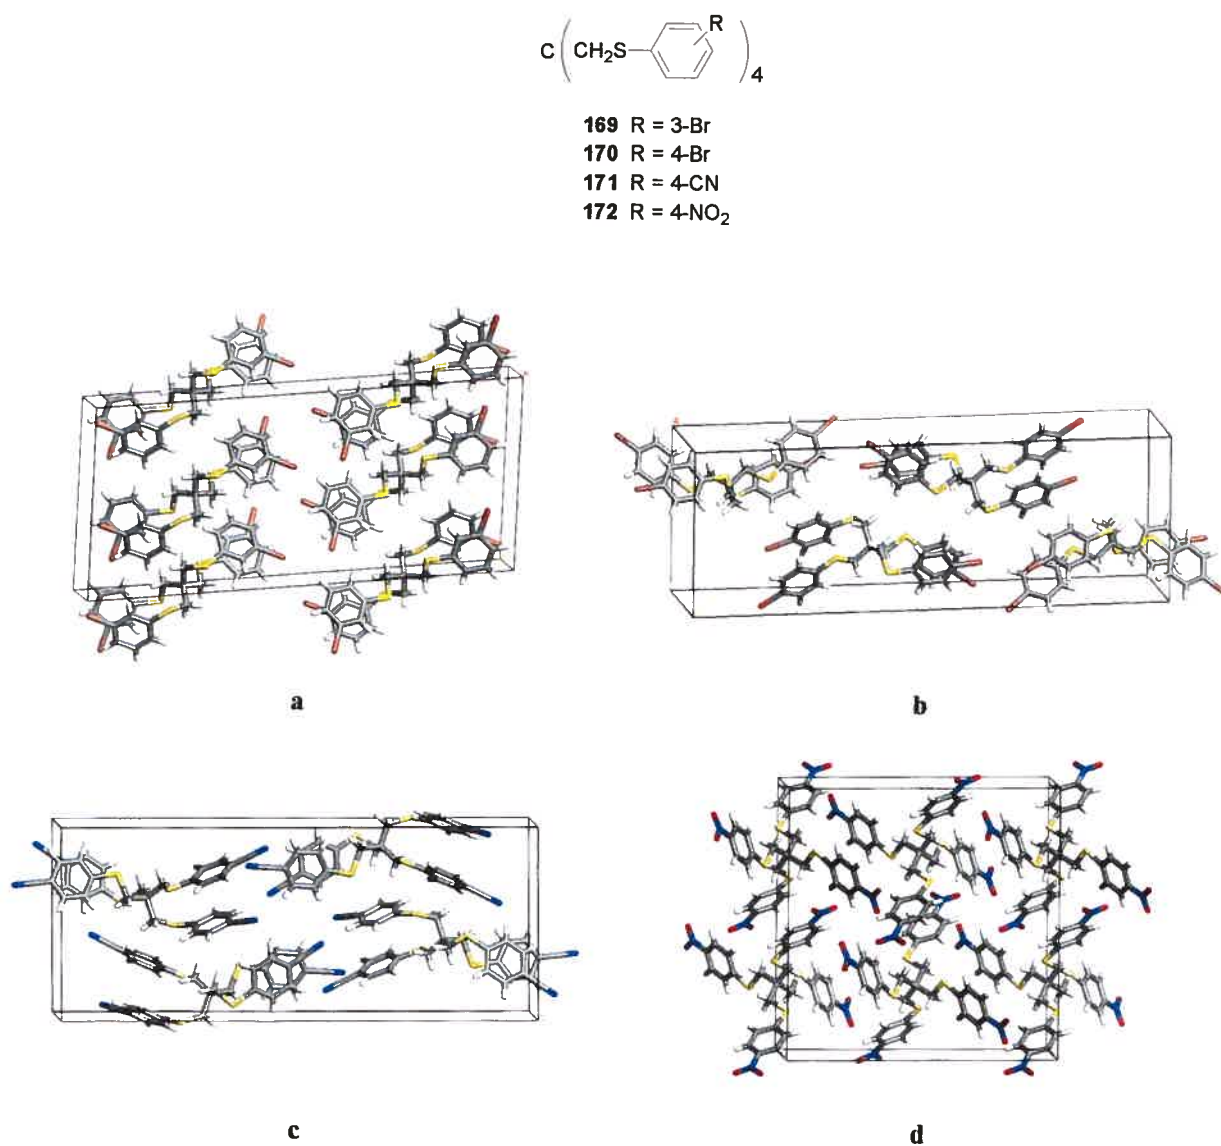 R
C ( CH₂S ) 4
169 R = 3-Br
170 R = 4-Br
171 R = 4-CN
172 R = 4-NO₂
a
b
c
d